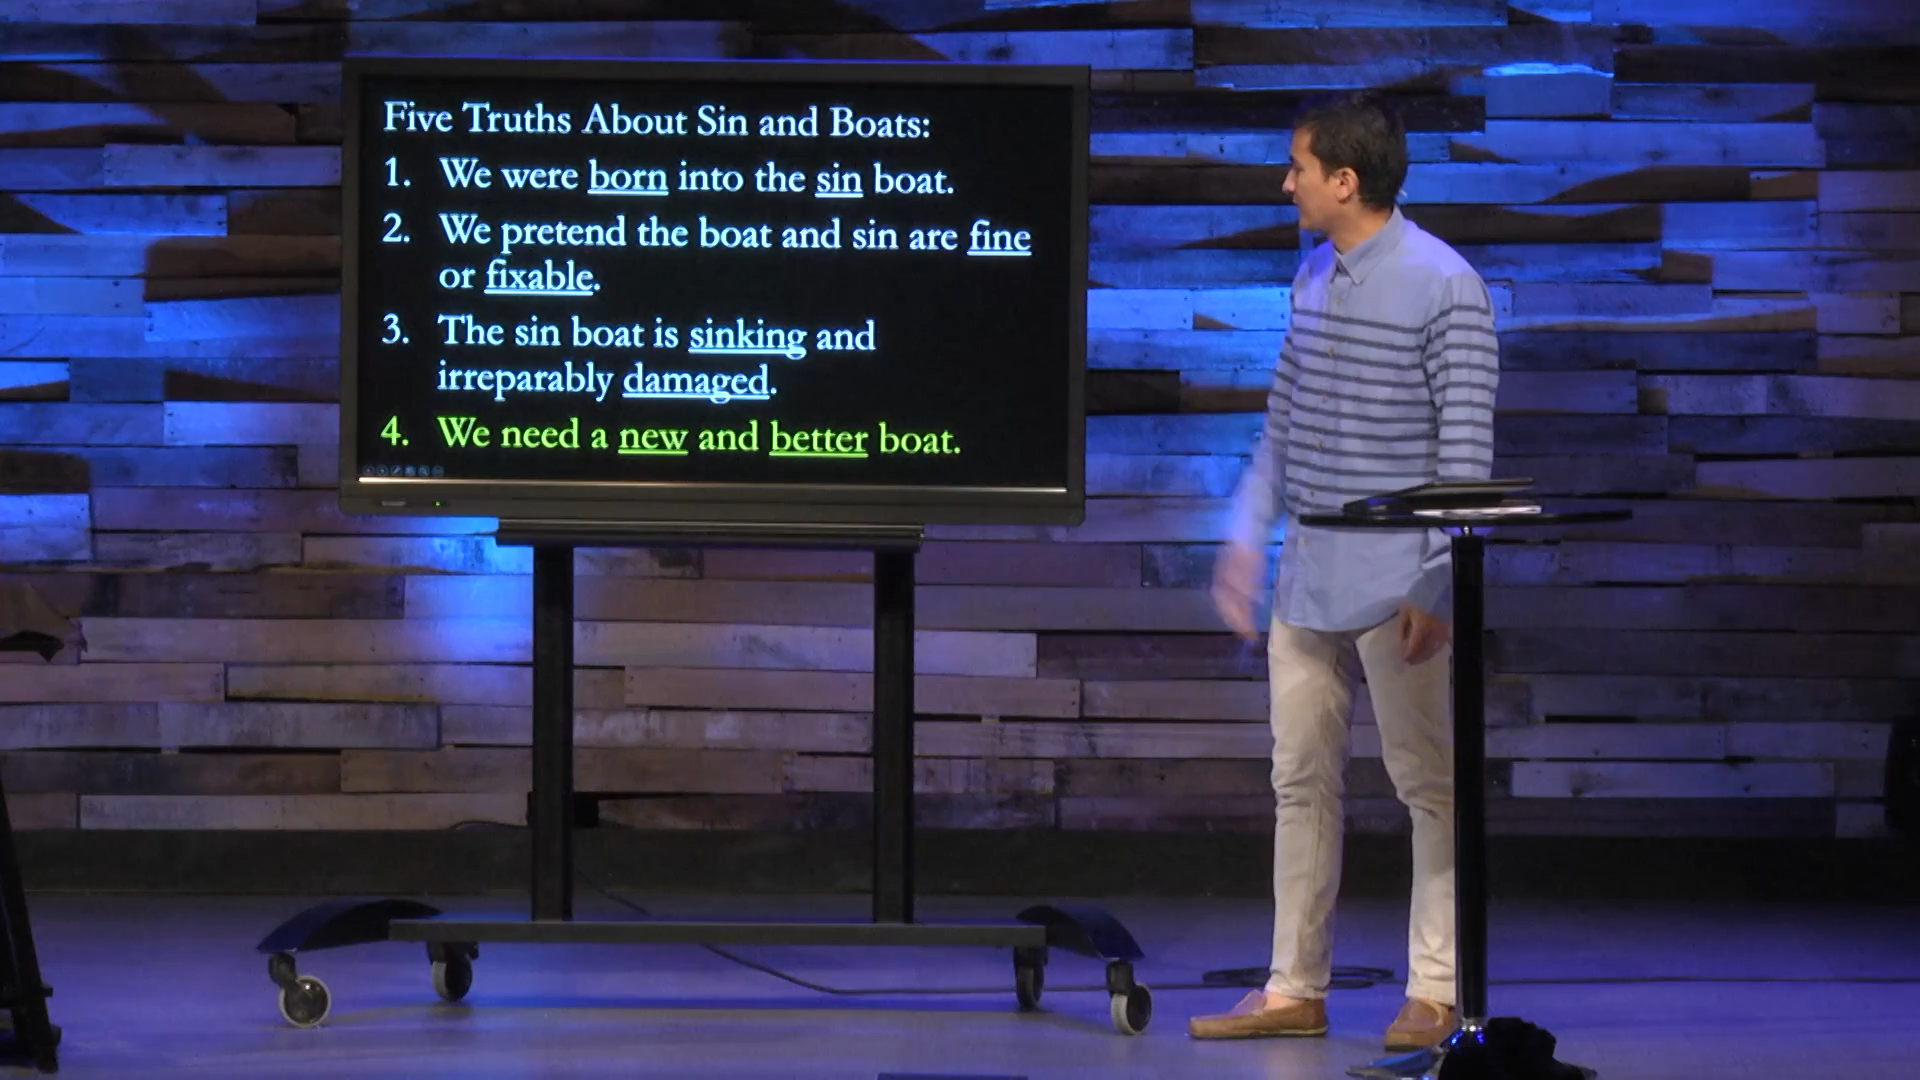 Five Truths About Sin and Boats:
1. We were born into the sin boat.
2. We pretend the boat and sin are fine
or fixable.
3. The sin boat is sinking and
irreparably damaged.
4. We need a new and better boat.